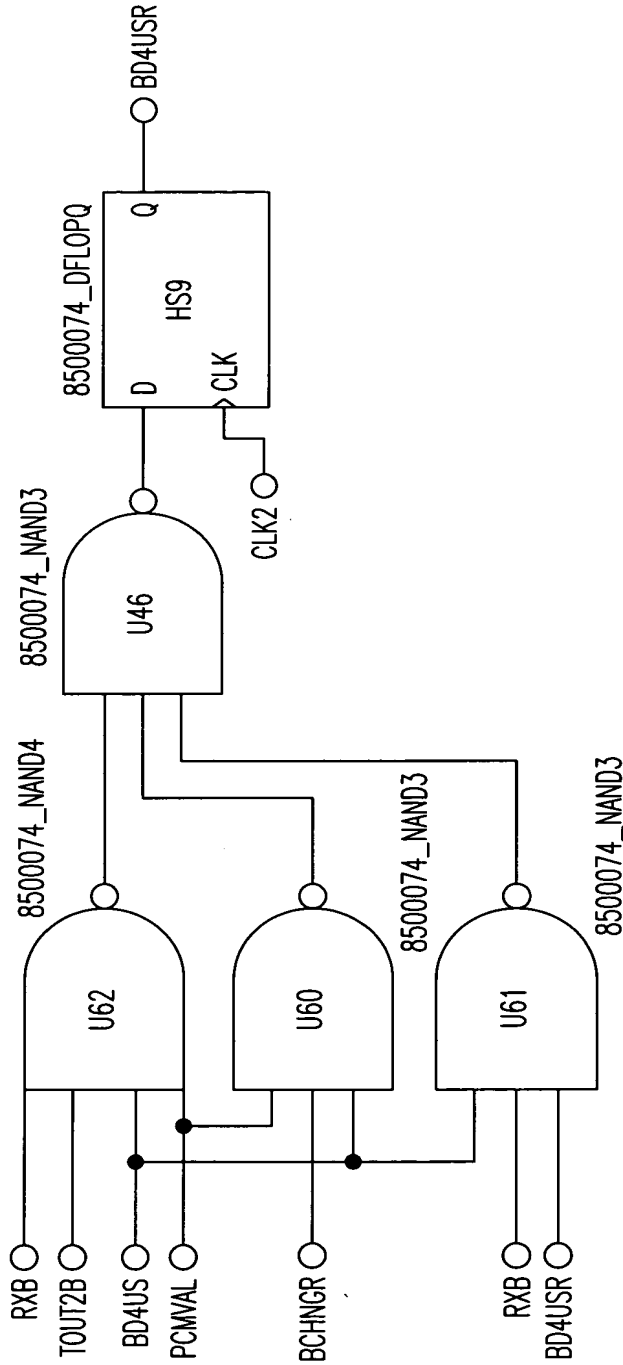 RXB
TOUT2B
BD4US
PCMVAL
BCHNGR
RXB
BD4USR
8500074_NAND4
U62
U60
8500074_NAND3
U61
8500074_NAND3
8500074_NAND3
U46
CLK2
8500074_DFLOPQ
D
Q
HS9
CLK
BD4USR